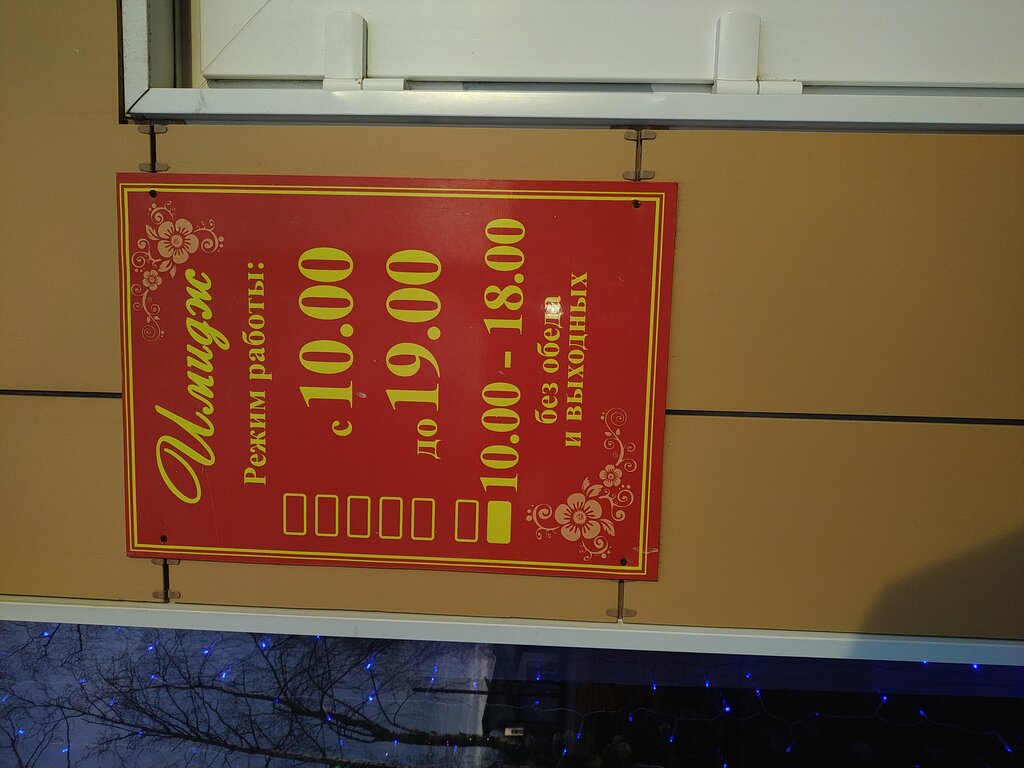 Имидж
Режим работы:
с 10.00
до 19.00
10.00 - 18.00
без обеда
и выходных